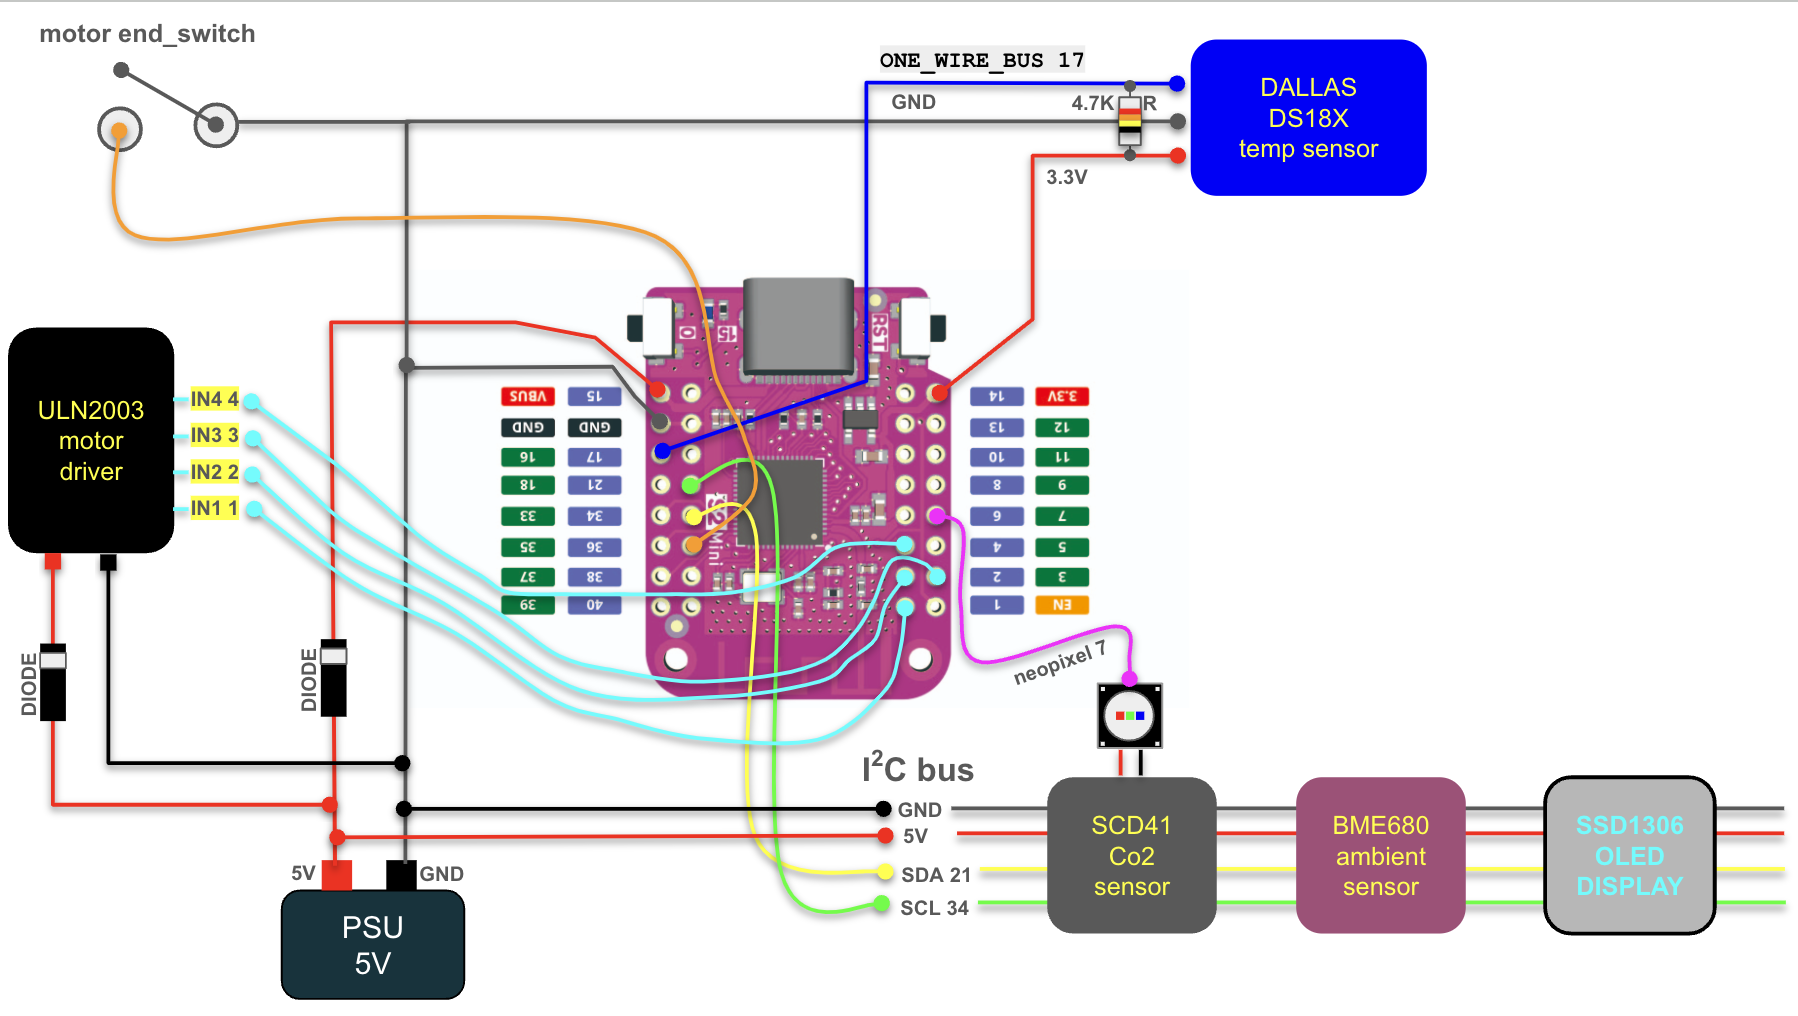 motor end_switch
ONE_WIRE_BUS 17
GND
4.7K R
3.3V
DALLAS
DS18X
temp sensor
ULN2003
motor
driver
IN4 4
IN3 3
IN2 2
IN1 1
0
15
RST
S2
Mini
VBUS 15
GND GND
16 17
18 21
33 34
35 36
37 38
39 40
14 3.3V
13 12
10 11
8 9
6 7
4 5
2 3
1 EN
DIODE
DIODE
neopixel 7
I²C bus
GND
5V
SDA 21
SCL 34
SCD41
Co2
sensor
BME680
ambient
sensor
SSD1306
OLED
DISPLAY
5V
GND
PSU
5V